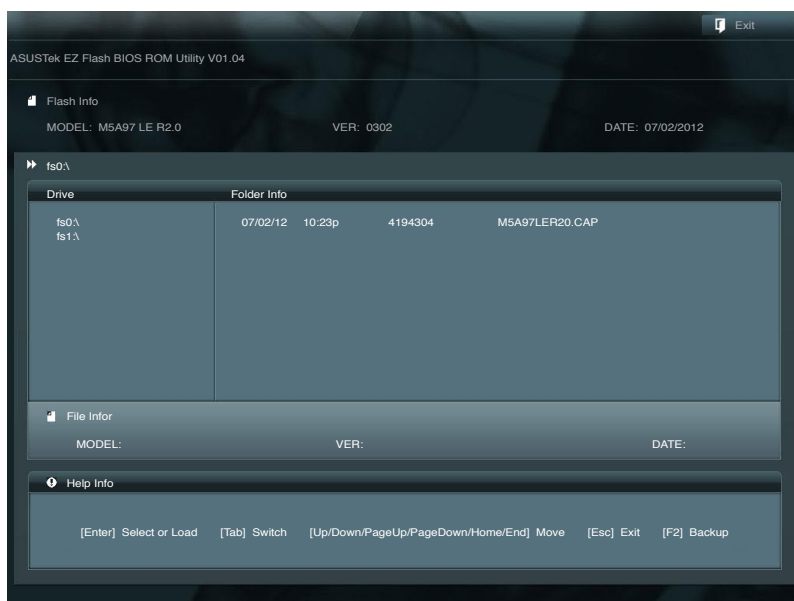 Exit
ASUSTek EZ Flash BIOS ROM Utility V01.04
Flash Info
MODEL: M5A97 LE R2.0 VER: 0302 DATE: 07/02/2012
fs0:\
Drive Folder Info
fs0:\ 07/02/12 10:23p 4194304 M5A97LER20.CAP
fs1:\
File Infor
MODEL: VER: DATE:
Help Info
[Enter] Select or Load [Tab] Switch [Up/Down/PageUp/PageDown/Home/End] Move [Esc] Exit [F2] Backup